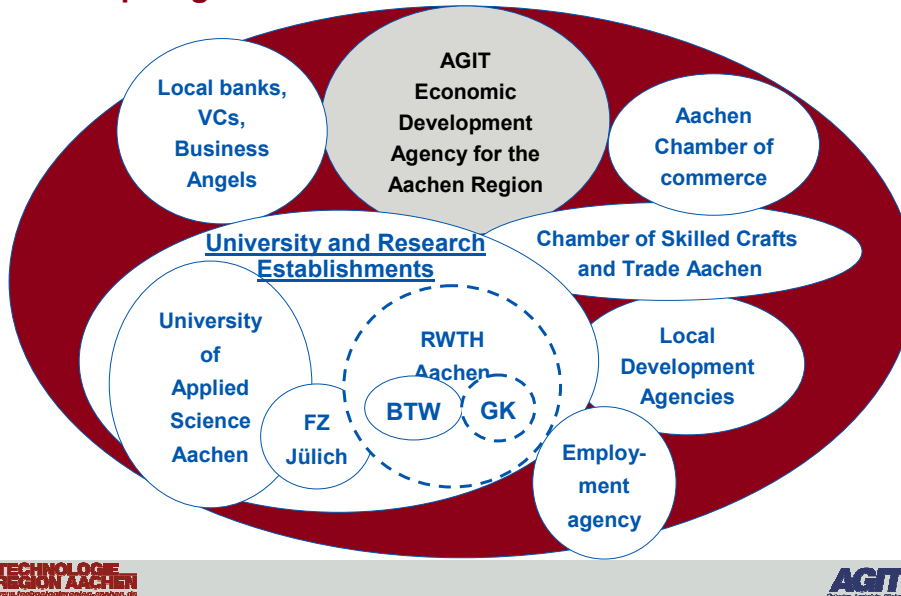 AGIT
Economic
Development
Agency for the
Aachen Region
Local banks,
VCs,
Business
Angels
Aachen
Chamber of
commerce
University and Research
Establishments
Chamber of Skilled Crafts
and Trade Aachen
University
of
Applied
Science
Aachen
FZ
Jülich
RWTH
Aachen
BTW
GK
Local
Development
Agencies
Employ-
ment
agency
TECHNOLOGIE
REGION AACHEN
AGIT